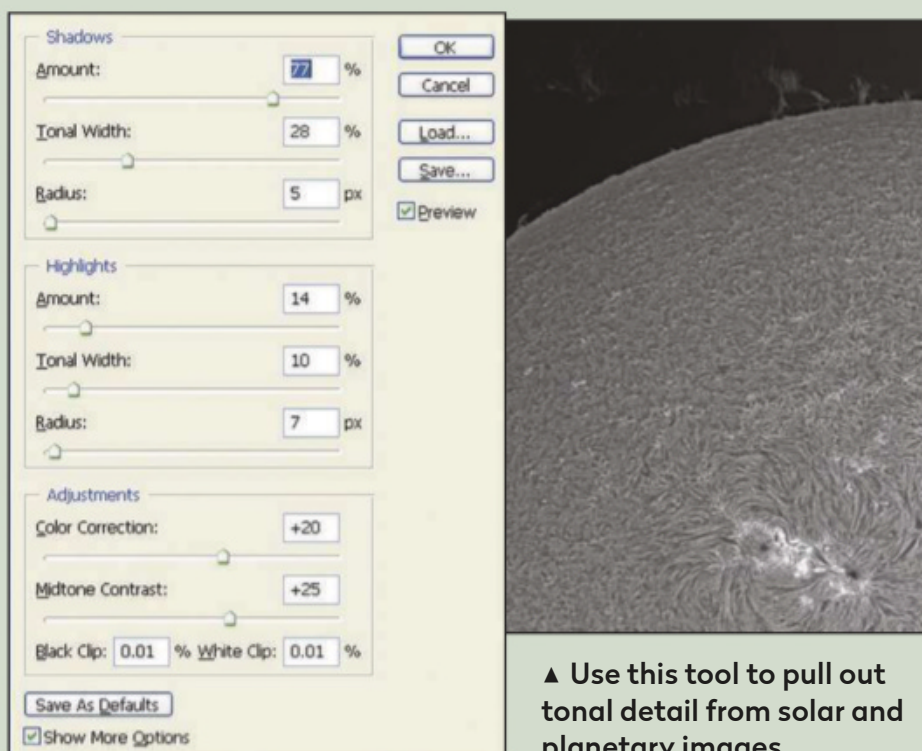 Shadows
Amount: 77 %
Tonal Width: 28 %
Radius: 5 px
Highlights
Amount: 14 %
Tonal Width: 10 %
Radius: 7 px
Adjustments
Color Correction: +20
Midtone Contrast: +25
Black Clip: 0.01 % White Clip: 0.01 %
Save As Defaults
Show More Options
OK
Cancel
Load...
Save...
Preview
▲ Use this tool to pull out
tonal detail from solar and
planetary images